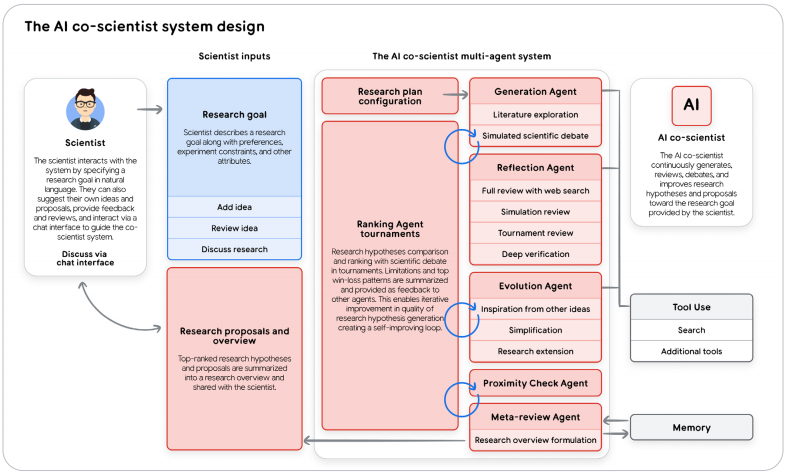 The AI co-scientist system design
Scientist inputs
The AI co-scientist multi-agent system
Scientist
The scientist interacts with the
system by specifying a
research goal in natural
language. They can also
suggest their own ideas and
proposals, provide feedback
and reviews, and interact via a
chat interface to guide the co-
scientist system.
Discuss via
chat interface
Research goal
Scientist describes a research
goal along with preferences,
experiment constraints, and other
attributes.
Add idea
Review idea
Discuss research
Research proposals and
overview
Top-ranked research hypotheses
and proposals are summarized
into a research overview and
shared with the scientist.
Research plan
configuration
Ranking Agent
tournaments
Research hypotheses comparison
and ranking with scientific debate
in tournaments. Limitations and top
win-loss patterns are summarized
and provided as feedback to
other agents. This enables iterative
improvement in quality of
research hypothesis generation
creating a self-improving loop.
Generation Agent
Literature exploration
Simulated scientific debate
Reflection Agent
Full review with web search
Simulation review
Tournament review
Deep verification
Evolution Agent
Inspiration from other ideas
Simplification
Research extension
Proximity Check Agent
Meta-review Agent
Research overview formulation
AI
AI co-scientist
The AI co-scientist
continuously generates,
reviews, debates, and
improves research
hypotheses and proposals
toward the research goal
provided by the scientist.
Tool Use
Search
Additional tools
Memory